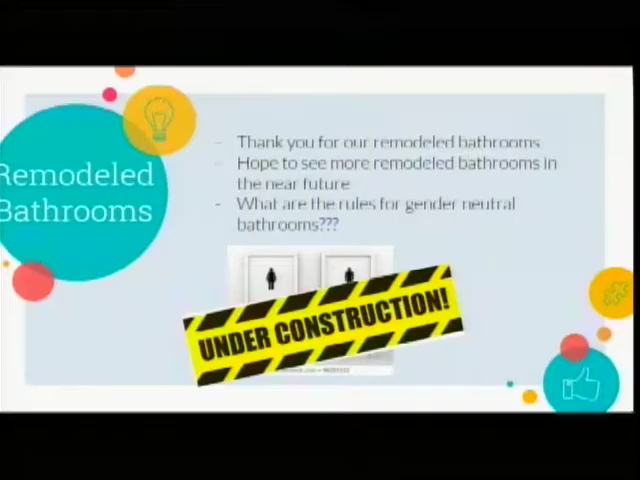 Remodeled
Bathrooms
- Thank you for our remodeled bathrooms
- Hope to see more remodeled bathrooms in
the near future
- What are the rules for gender neutral
bathrooms???
UNDER CONSTRUCTION!